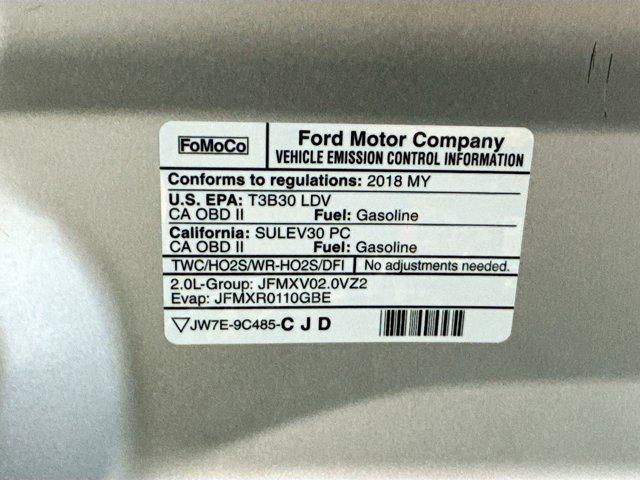 FoMoCo
Ford Motor Company
VEHICLE EMISSION CONTROL INFORMATION
Conforms to regulations: 2018 MY
U.S. EPA: T3B30 LDV
CA OBD II Fuel: Gasoline
California: SULEV30 PC
CA OBD II Fuel: Gasoline
TWC/HO2S/WR-HO2S/DFI No adjustments needed.
2.0L-Group: JFMXV02.0VZ2
Evap: JFMXR0110GBE
JW7E-9C485-C J D